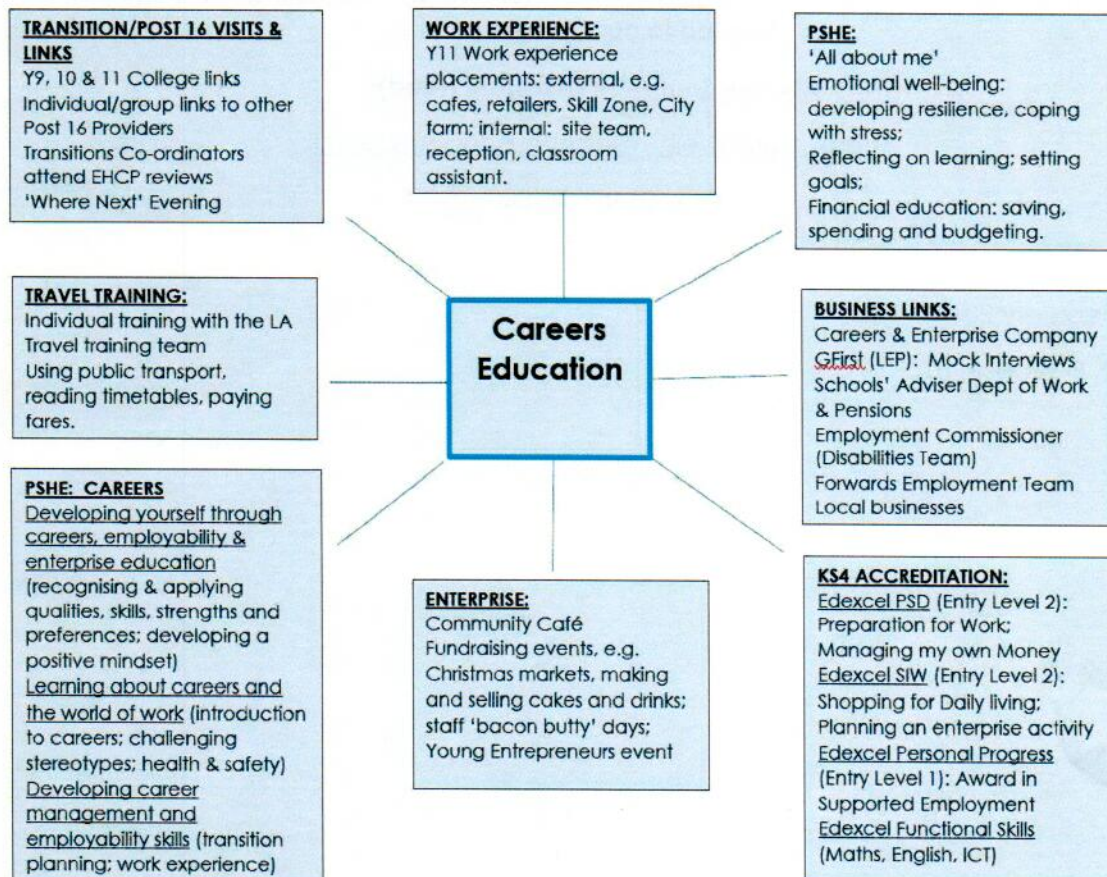 TRANSITION/POST 16 VISITS &
LINKS
Y9, 10 & 11 College links
Individual/group links to other
Post 16 Providers
Transitions Co-ordinators
attend EHCP reviews
'Where Next' Evening
WORK EXPERIENCE:
Y11 Work experience
placements: external, e.g.
cafes, retailers, Skill Zone, City
farm; internal: site team,
reception, classroom
assistant.
PSHE:
'All about me'
Emotional well-being:
developing resilience, coping
with stress;
Reflecting on learning; setting
goals;
Financial education: saving,
spending and budgeting.
TRAVEL TRAINING:
Individual training with the LA
Travel training team
Using public transport,
reading timetables, paying
fares.
Careers
Education
BUSINESS LINKS:
Careers & Enterprise Company
GFirst (LEP): Mock Interviews
Schools' Adviser Dept of Work
& Pensions
Employment Commissioner
(Disabilities Team)
Forwards Employment Team
Local businesses
PSHE: CAREERS
Developing yourself through
careers, employability &
enterprise education
(recognising & applying
qualities, skills, strengths and
preferences; developing a
positive mindset)
Learning about careers and
the world of work (introduction
to careers; challenging
stereotypes; health & safety)
Developing career
management and
employability skills (transition
planning; work experience)
ENTERPRISE:
Community Café
Fundraising events, e.g.
Christmas markets, making
and selling cakes and drinks;
staff 'bacon butty' days;
Young Entrepreneurs event
KS4 ACCREDITATION:
Edexcel PSD (Entry Level 2):
Preparation for Work;
Managing my own Money
Edexcel SIW (Entry Level 2):
Shopping for Daily living;
Planning an enterprise activity
Edexcel Personal Progress
(Entry Level 1): Award in
Supported Employment
Edexcel Functional Skills
(Maths, English, ICT)